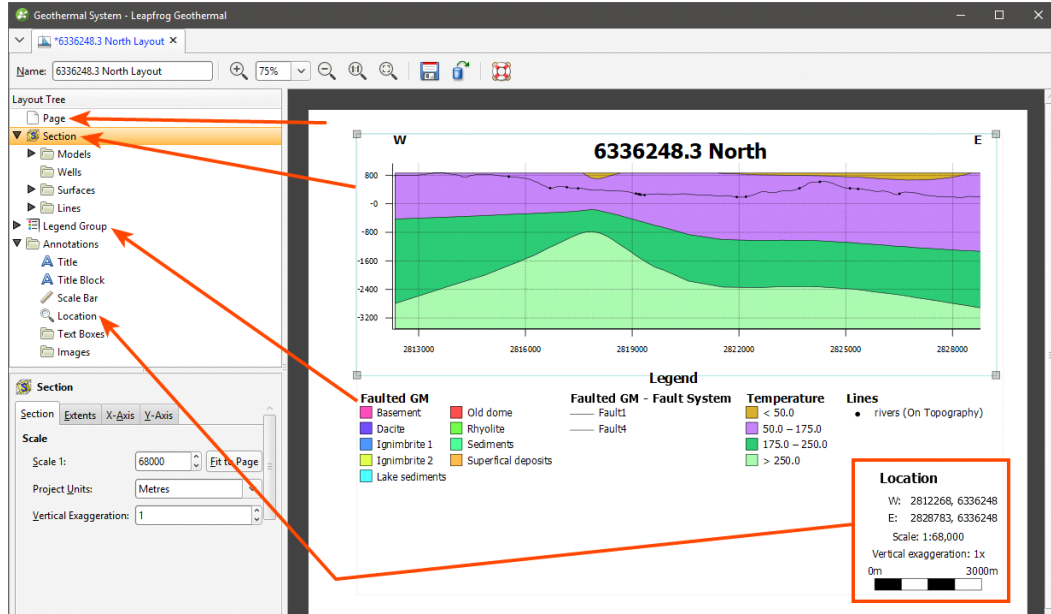 Geothermal System - Leapfrog Geothermal
*6336248.3 North Layout
Name: 6336248.3 North Layout 75%
Layout Tree
Page
Section
Models
Wells
Surfaces
Lines
Legend Group
Annotations
Title
Title Block
Scale Bar
Location
Text Boxes
Images
Section
Section Extents X-Axis Y-Axis
Scale
Scale 1: 68000 Fit to Page
Project Units: Metres
Vertical Exaggeration: 1
W E
6336248.3 North
800
-0
-800
-1600
-2400
-3200
2813000 2816000 2819000 2822000 2825000 2828000
Legend
Faulted GM Faulted GM - Fault System Temperature Lines
Basement Old dome Fault1 < 50.0 rivers (On Topography)
Dacite Rhyolite Fault4 50.0 – 175.0
Ignimbrite 1 Sediments 175.0 – 250.0
Ignimbrite 2 Superfical deposits > 250.0
Lake sediments
Location
W: 2812268, 6336248
E: 2828783, 6336248
Scale: 1:68,000
Vertical exaggeration: 1x
0m 3000m